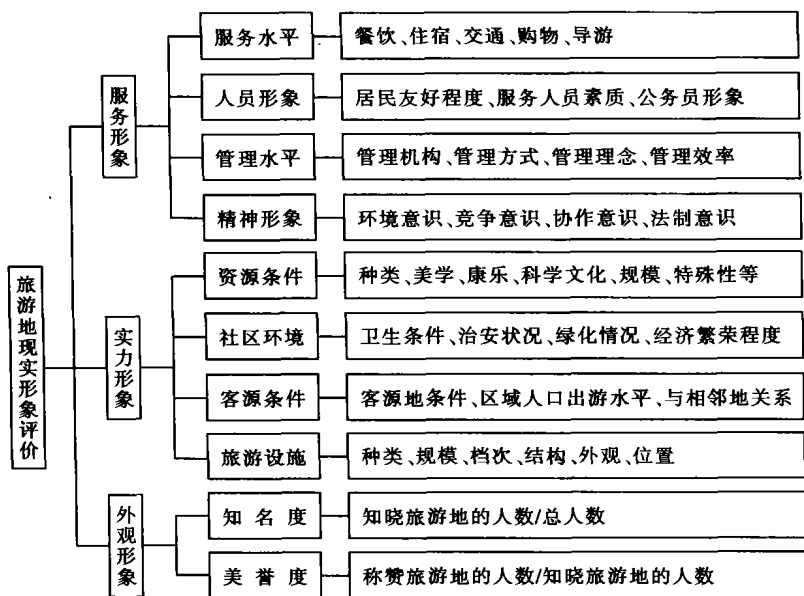 旅游地现实形象评价
服务形象
服务水平
餐饮、住宿、交通、购物、导游
人员形象
居民友好程度、服务人员素质、公务员形象
管理水平
管理机构、管理方式、管理理念、管理效率
精神形象
环境意识、竞争意识、协作意识、法制意识
实力形象
资源条件
种类、美学、康乐、科学文化、规模、特殊性等
社区环境
卫生条件、治安状况、绿化情况、经济繁荣程度
客源条件
客源地条件、区域人口出游水平、与相邻地关系
旅游设施
种类、规模、档次、结构、外观、位置
外观形象
知名度
知晓旅游地的人数/总人数
美誉度
称赞旅游地的人数/知晓旅游地的人数